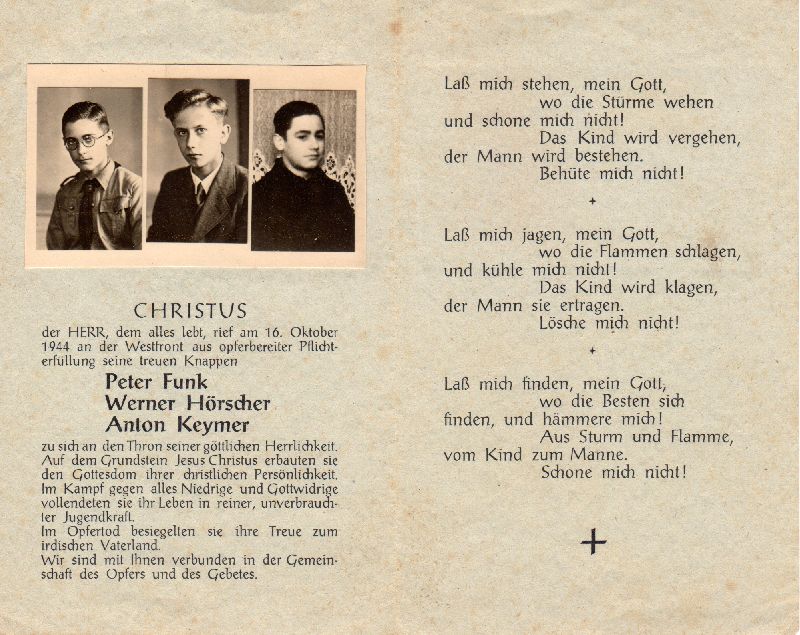 CHRISTUS
der HERR, dem alles lebt, rief am 16. Oktober
1944 an der Westfront aus opferbereiter Pflicht-
erfüllung seine treuen Knappen
Peter Funk
Werner Hörscher
Anton Keymer
zu sich an den Thron seiner göttlichen Herrlichkeit.
Auf dem Grundstein Jesus Christus erbauten sie
den Gottesdom ihrer christlichen Persönlichkeit.
Im Kampf gegen alles Niedrige und Gottwidrige
vollendeten sie ihr Leben in reiner, unverbrauch-
ter Jugendkraft.
Im Opfertod besiegelten sie ihre Treue zum
irdischen Vaterland.
Wir sind mit Ihnen verbunden in der Gemein-
schaft des Opfers und des Gebetes.
Laß mich stehen, mein Gott,
wo die Stürme wehen
und schone mich nicht!
Das Kind wird vergehen,
der Mann wird bestehen.
Behüte mich nicht!
Laß mich jagen, mein Gott,
wo die Flammen schlagen,
und kühle mich nicht!
Das Kind wird klagen,
der Mann sie ertragen.
Lösche mich nicht!
Laß mich finden, mein Gott,
wo die Besten sich
finden, und hämmere mich!
Aus Sturm und Flamme,
vom Kind zum Manne.
Schone mich nicht!